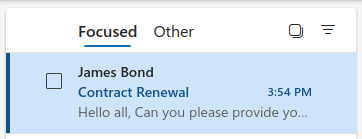 Focused Other
James Bond
Contract Renewal 3:54 PM
Hello all, Can you please provide yo...